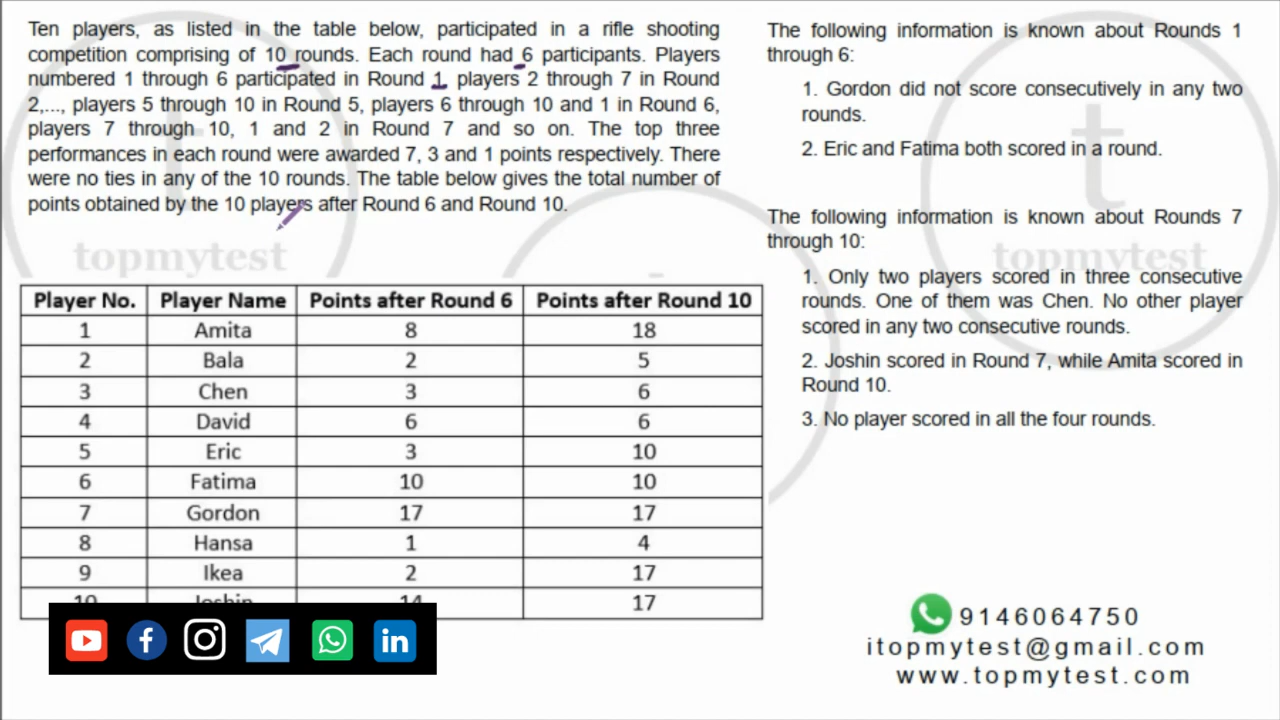 Ten players, as listed in the table below, participated in a rifle shooting
competition comprising of 10 rounds. Each round had 6 participants. Players
numbered 1 through 6 participated in Round 1, players 2 through 7 in Round
2,..., players 5 through 10 in Round 5, players 6 through 10 and 1 in Round 6,
players 7 through 10, 1 and 2 in Round 7 and so on. The top three
performances in each round were awarded 7, 3 and 1 points respectively. There
were no ties in any of the 10 rounds. The table below gives the total number of
points obtained by the 10 players after Round 6 and Round 10.
topmytest
Player No. Player Name Points after Round 6 Points after Round 10
1 Amita 8 18
2 Bala 2 5
3 Chen 3 6
4 David 6 6
5 Eric 3 10
6 Fatima 10 10
7 Gordon 17 17
8 Hansa 1 4
9 Ikea 2 17
10 Joshin 14 17
The following information is known about Rounds 1
through 6:
1. Gordon did not score consecutively in any two
rounds.
2. Eric and Fatima both scored in a round.
The following information is known about Rounds 7
through 10:
topmytest
1. Only two players scored in three consecutive
rounds. One of them was Chen. No other player
scored in any two consecutive rounds.
2. Joshin scored in Round 7, while Amita scored in
Round 10.
3. No player scored in all the four rounds.
9146064750
itopmytest@gmail.com
www.topmytest.com